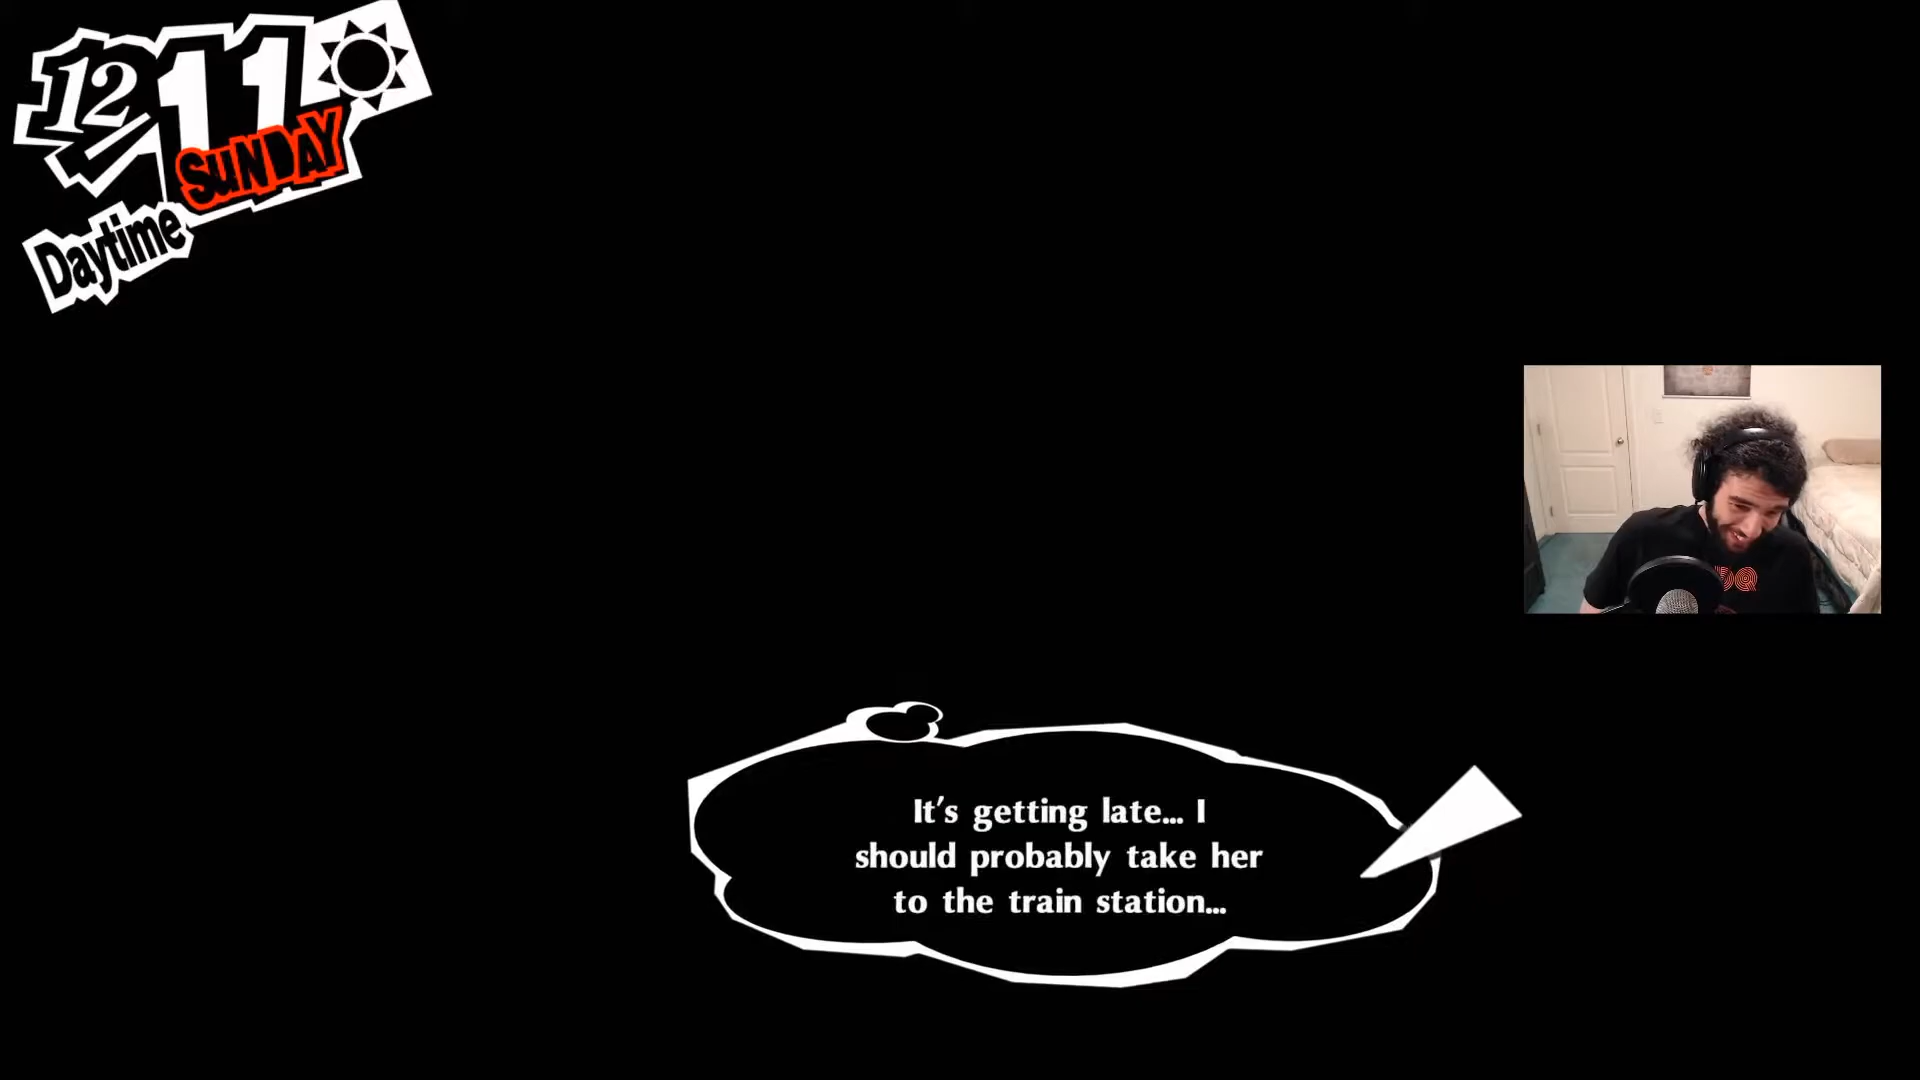 12/11
SUNDAY
Daytime
It's getting late... I
should probably take her
to the train station...